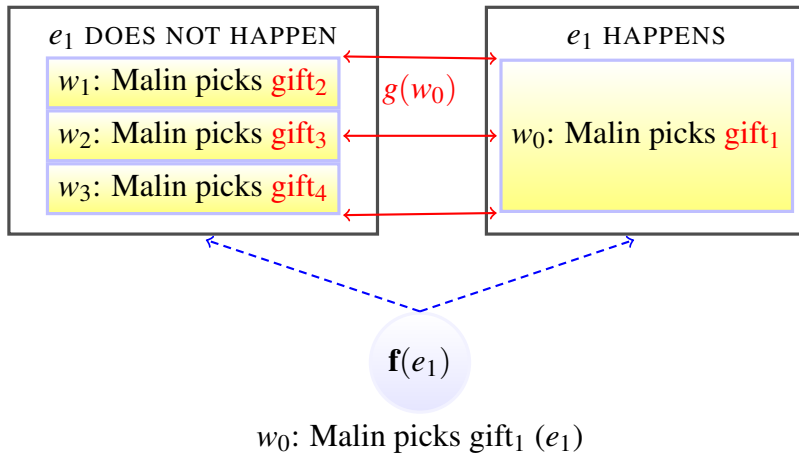 e₁ DOES NOT HAPPEN
w₁: Malin picks gift₂
w₂: Malin picks gift₃
w₃: Malin picks gift₄
g(w₀)
e₁ HAPPENS
w₀: Malin picks gift₁
f(e₁)
w₀: Malin picks gift₁ (e₁)